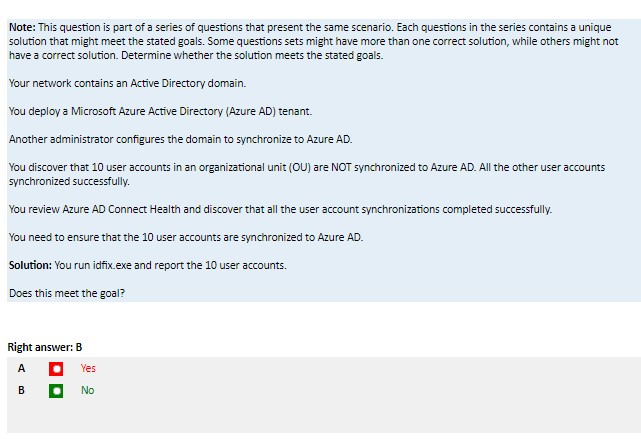 Note: This question is part of a series of questions that present the same scenario. Each questions in the series contains a unique
solution that might meet the stated goals. Some questions sets might have more than one correct solution, while others might not
have a correct solution. Determine whether the solution meets the stated goals.
Your network contains an Active Directory domain.
You deploy a Microsoft Azure Active Directory (Azure AD) tenant.
Another administrator configures the domain to synchronize to Azure AD.
You discover that 10 user accounts in an organizational unit (OU) are NOT synchronized to Azure AD. All the other user accounts
synchronized successfully.
You review Azure AD Connect Health and discover that all the user account synchronizations completed successfully.
You need to ensure that the 10 user accounts are synchronized to Azure AD.
Solution: You run idfix.exe and report the 10 user accounts.
Does this meet the goal?
Right answer: B
A Yes
B No